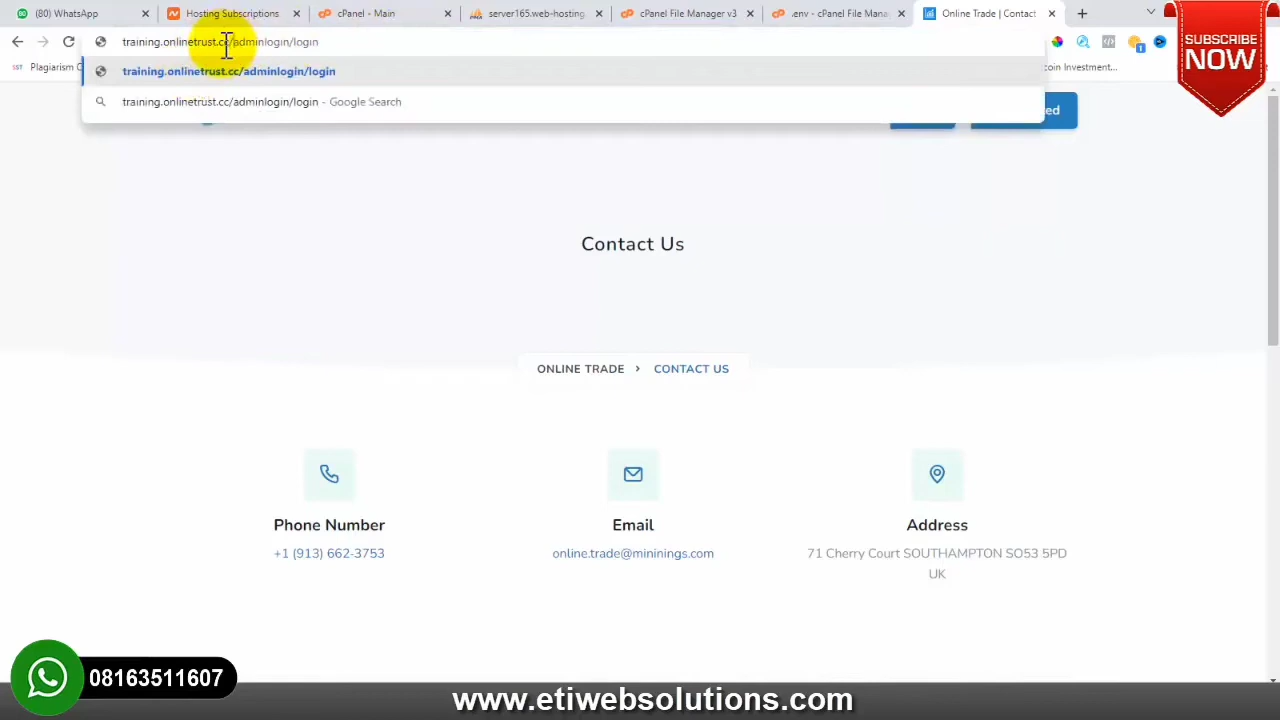 (80) WhatsApp
Hosting Subscriptions
cPanel - Main
server165.web-hosting
cPanel File Manager v3
.env - cPanel File Mana
Online Trade | Contact
training.onlinetrust.cc/adminlogin/login
Plagiarism C
training.onlinetrust.cc/adminlogin/login
training.onlinetrust.cc/adminlogin/login - Google Search
coin Investment...
ed
SUBSCRIBE
NOW
Contact Us
ONLINE TRADE > CONTACT US
Phone Number
+1 (913) 662-3753
Email
online.trade@mininings.com
Address
71 Cherry Court SOUTHAMPTON SO53 5PD
UK
08163511607
www.etiwebsolutions.com